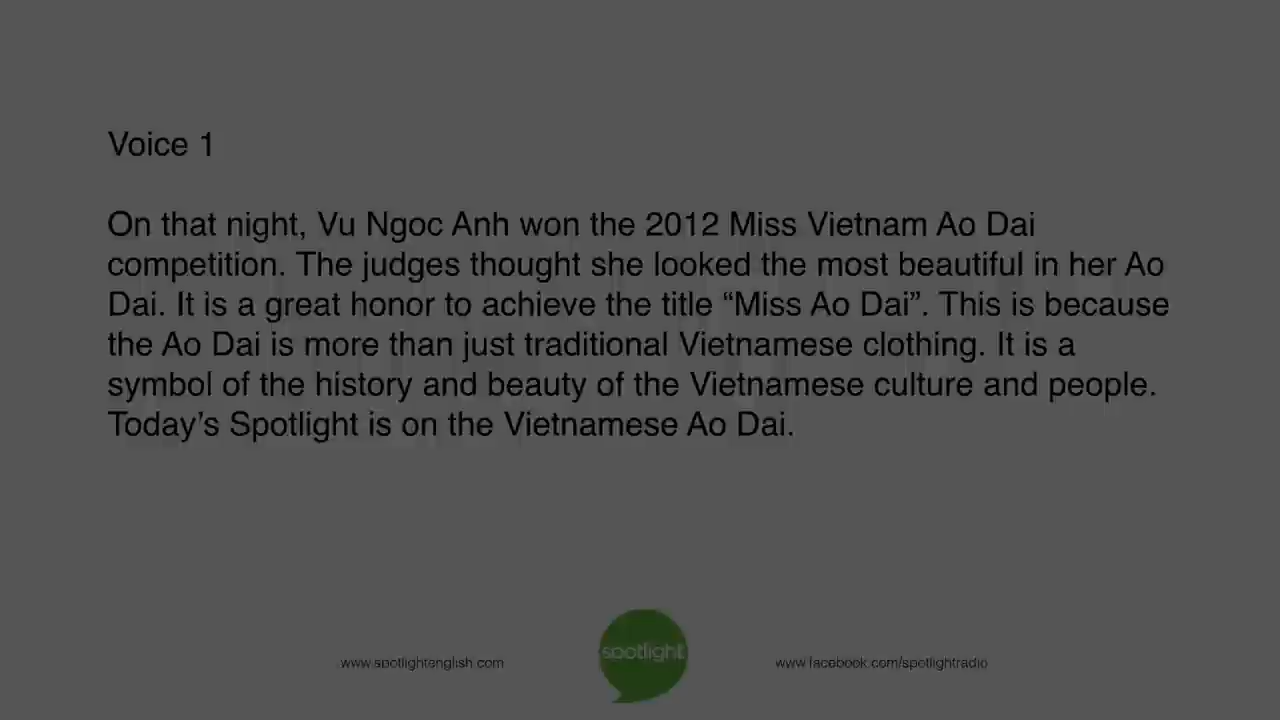 Voice 1
On that night, Vu Ngoc Anh won the 2012 Miss Vietnam Ao Dai
competition. The judges thought she looked the most beautiful in her Ao
Dai. It is a great honor to achieve the title “Miss Ao Dai”. This is because
the Ao Dai is more than just traditional Vietnamese clothing. It is a
symbol of the history and beauty of the Vietnamese culture and people.
Today’s Spotlight is on the Vietnamese Ao Dai.
www.spotlightenglish.com
spotlight
www.facebook.com/spotlightradio